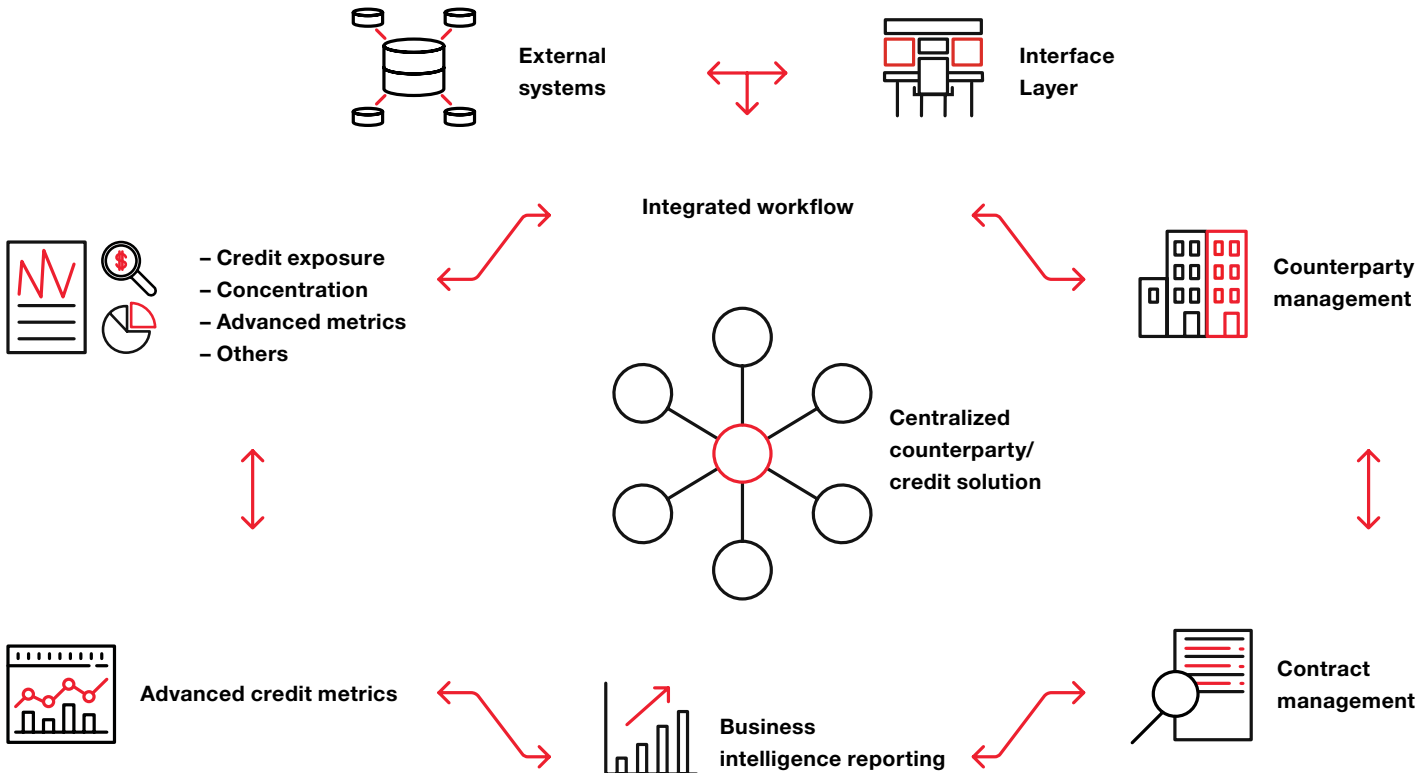 External
systems
Interface
Layer
Integrated workflow
– Credit exposure
– Concentration
– Advanced metrics
– Others
$
Counterparty
management
Centralized
counterparty/
credit solution
Advanced credit metrics
Business
intelligence reporting
Contract
management